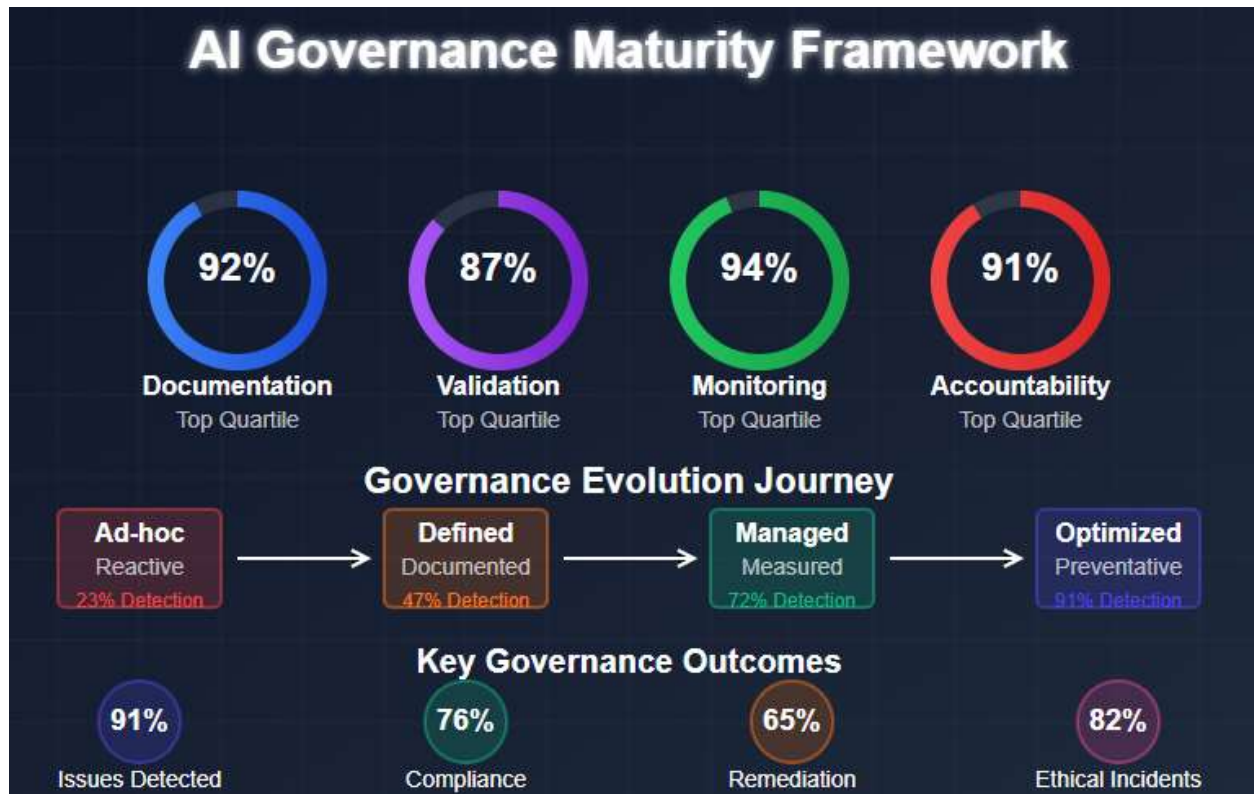 AI Governance Maturity Framework
92%
87%
94%
91%
Documentation
Validation
Monitoring
Accountability
Top Quartile
Top Quartile
Top Quartile
Top Quartile
Governance Evolution Journey
Ad-hoc
Defined
Managed
Optimized
Reactive
Documented
Measured
Preventative
23% Detection
47% Detection
72% Detection
91% Detection
Key Governance Outcomes
91%
76%
65%
82%
Issues Detected
Compliance
Remediation
Ethical Incidents